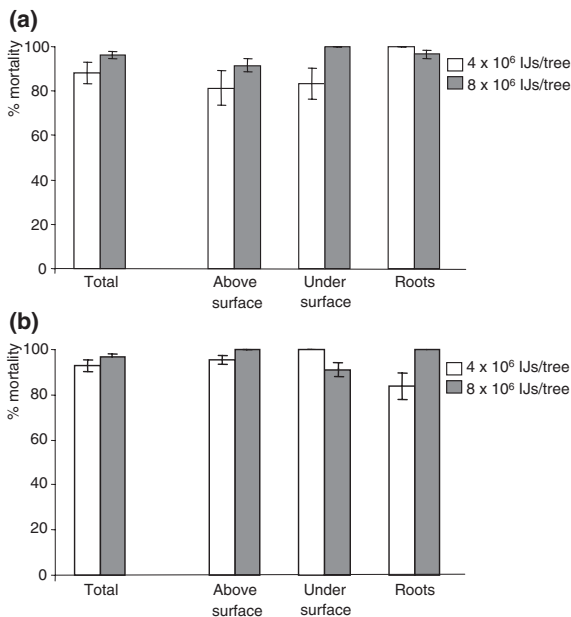 (a)
% mortality
100
80
60
40
20
0
Total
Above surface
Under surface
Roots
4 x 10⁶ IJs/tree
8 x 10⁶ IJs/tree
(b)
% mortality
100
80
60
40
20
0
Total
Above surface
Under surface
Roots
4 x 10⁶ IJs/tree
8 x 10⁶ IJs/tree